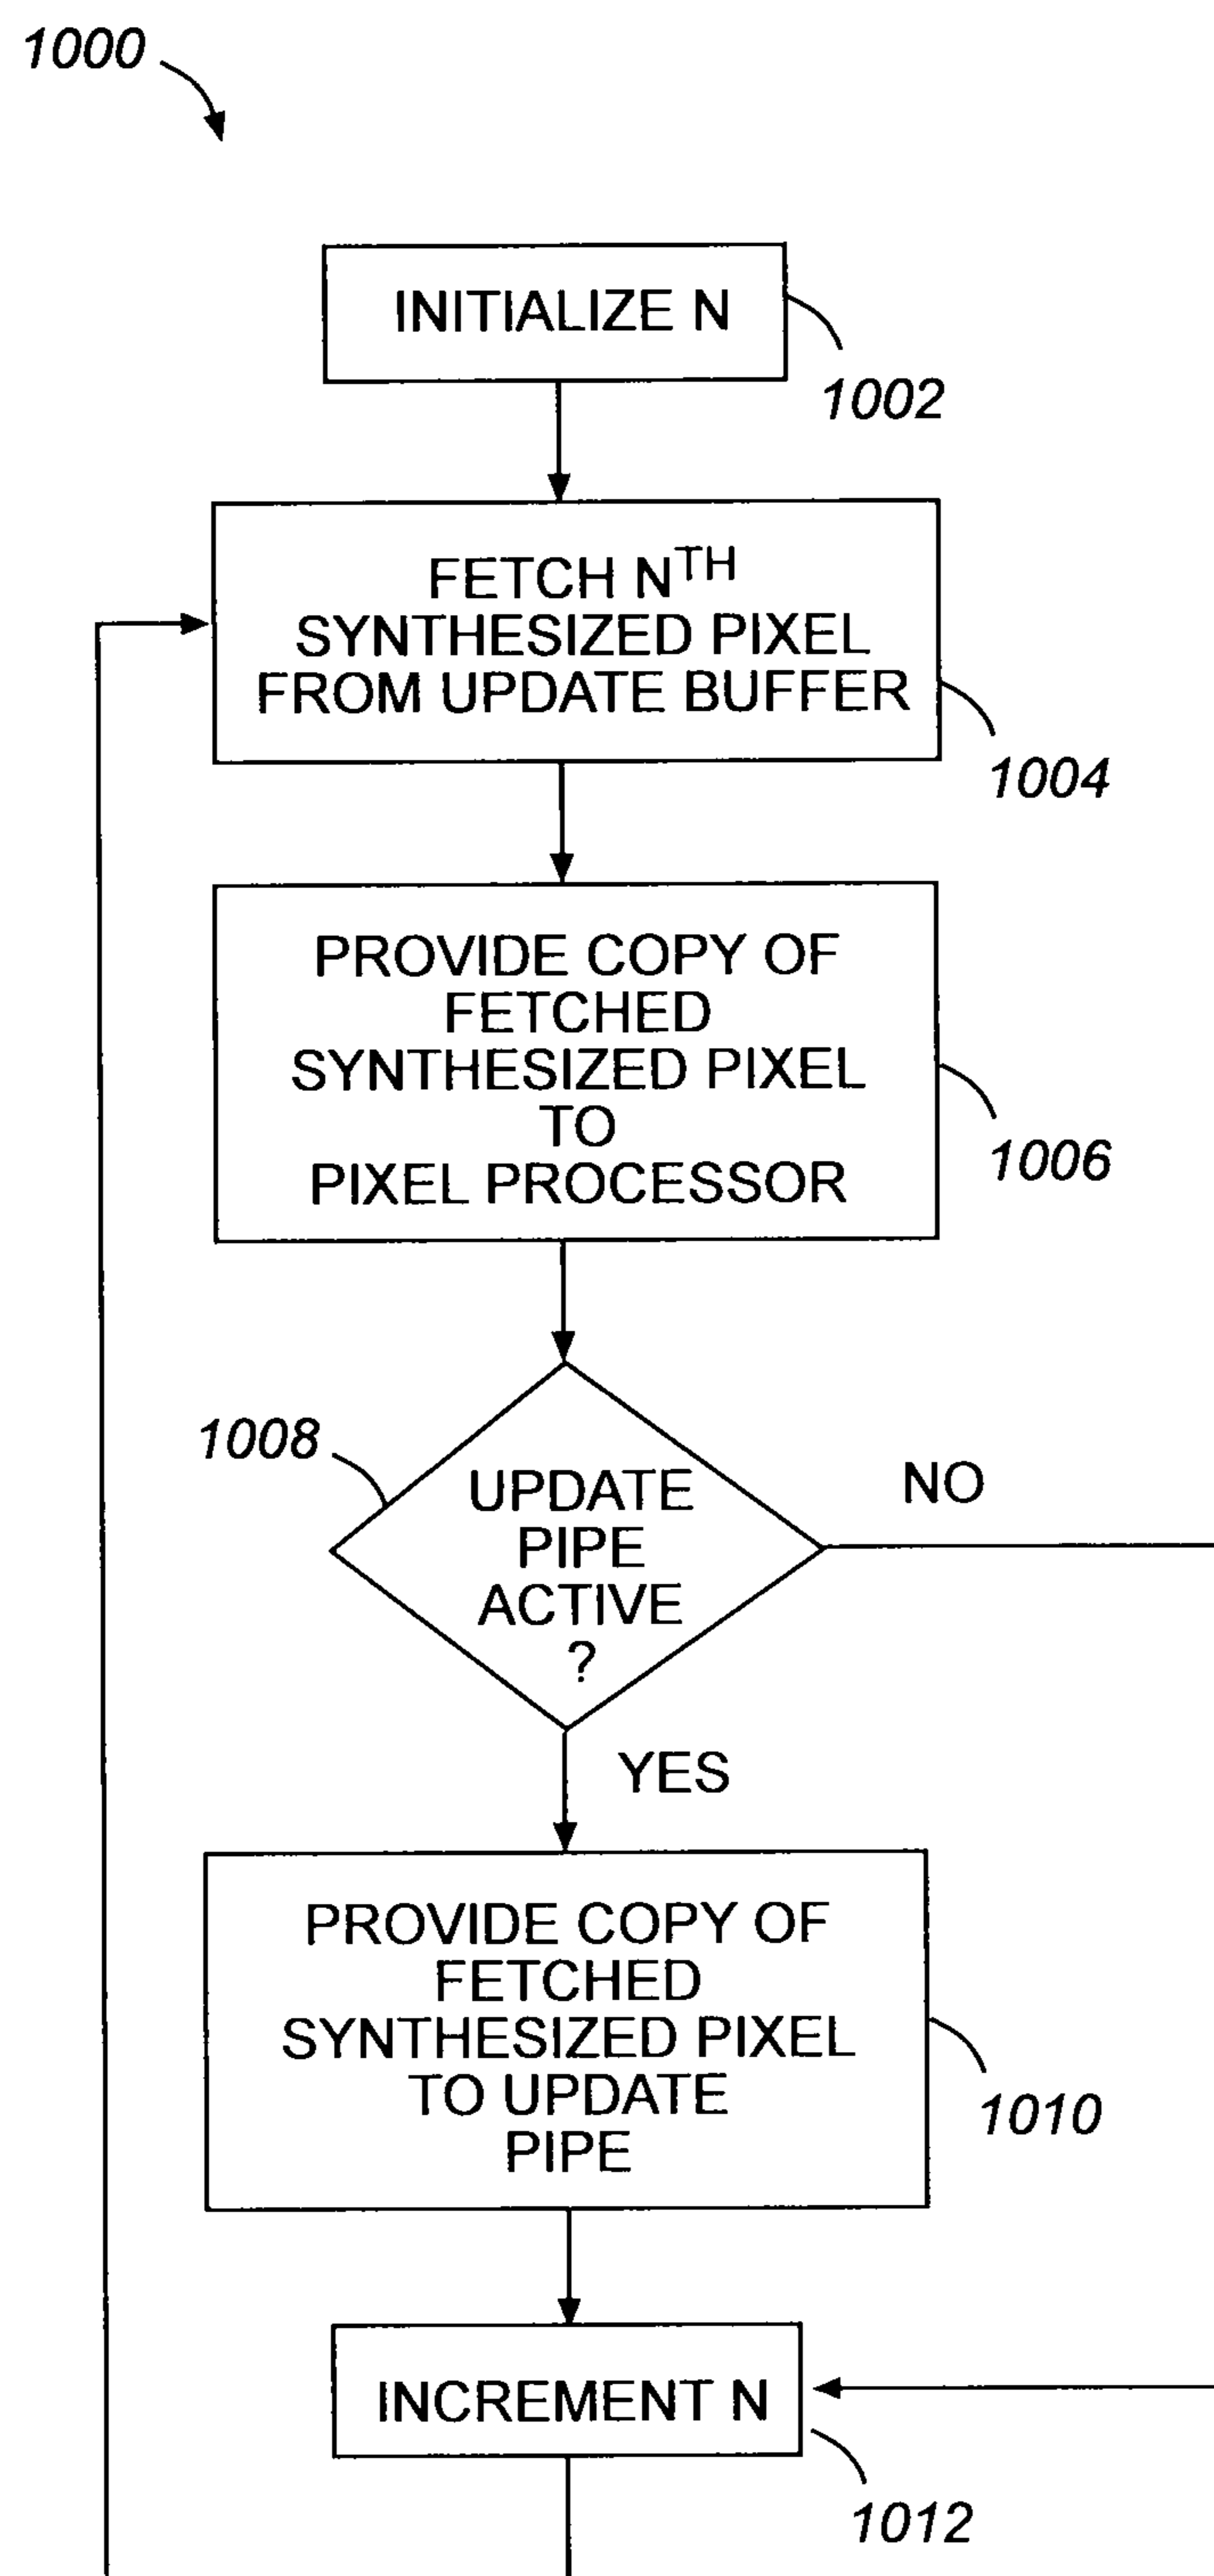 1000
INITIALIZE N
1002
FETCH Nᵀᴴ
SYNTHESIZED PIXEL
FROM UPDATE BUFFER
1004
PROVIDE COPY OF
FETCHED
SYNTHESIZED PIXEL
TO
PIXEL PROCESSOR
1006
1008
UPDATE
PIPE
ACTIVE
?
NO
YES
PROVIDE COPY OF
FETCHED
SYNTHESIZED PIXEL
TO UPDATE
PIPE
1010
INCREMENT N
1012